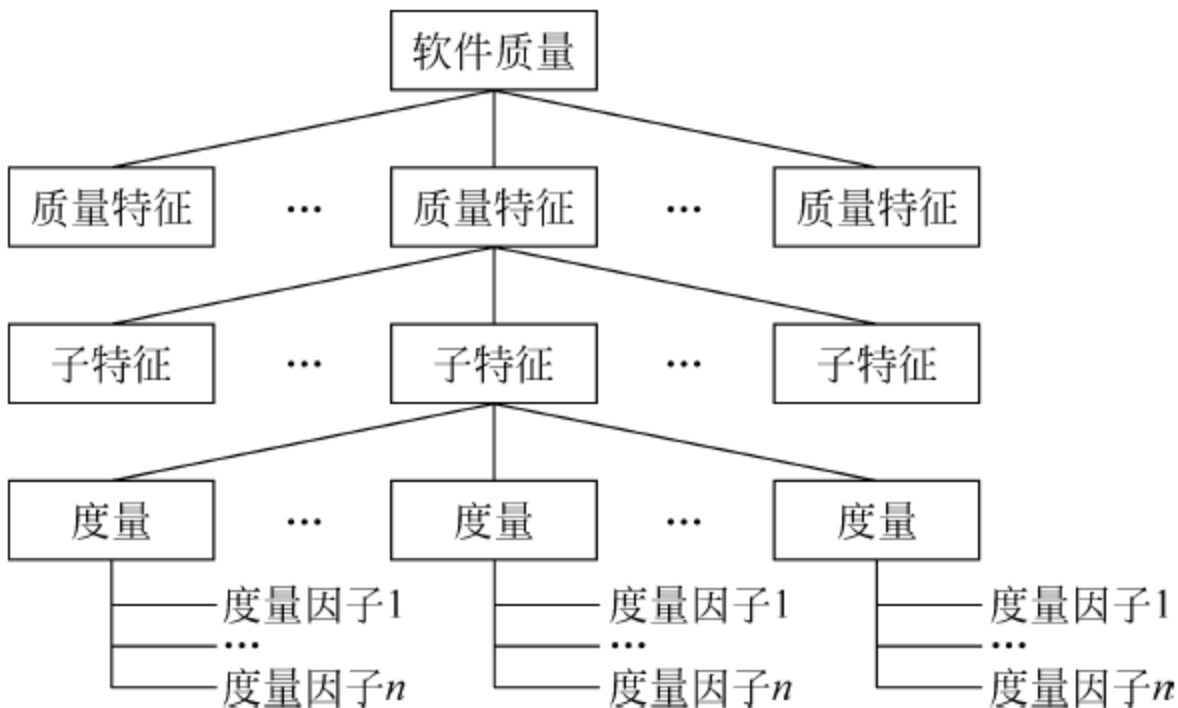 软件质量
质量特征 … 质量特征 … 质量特征
子特征 … 子特征 … 子特征
度量 … 度量 … 度量
度量因子1 度量因子1 度量因子1
… … …
度量因子n 度量因子n 度量因子n